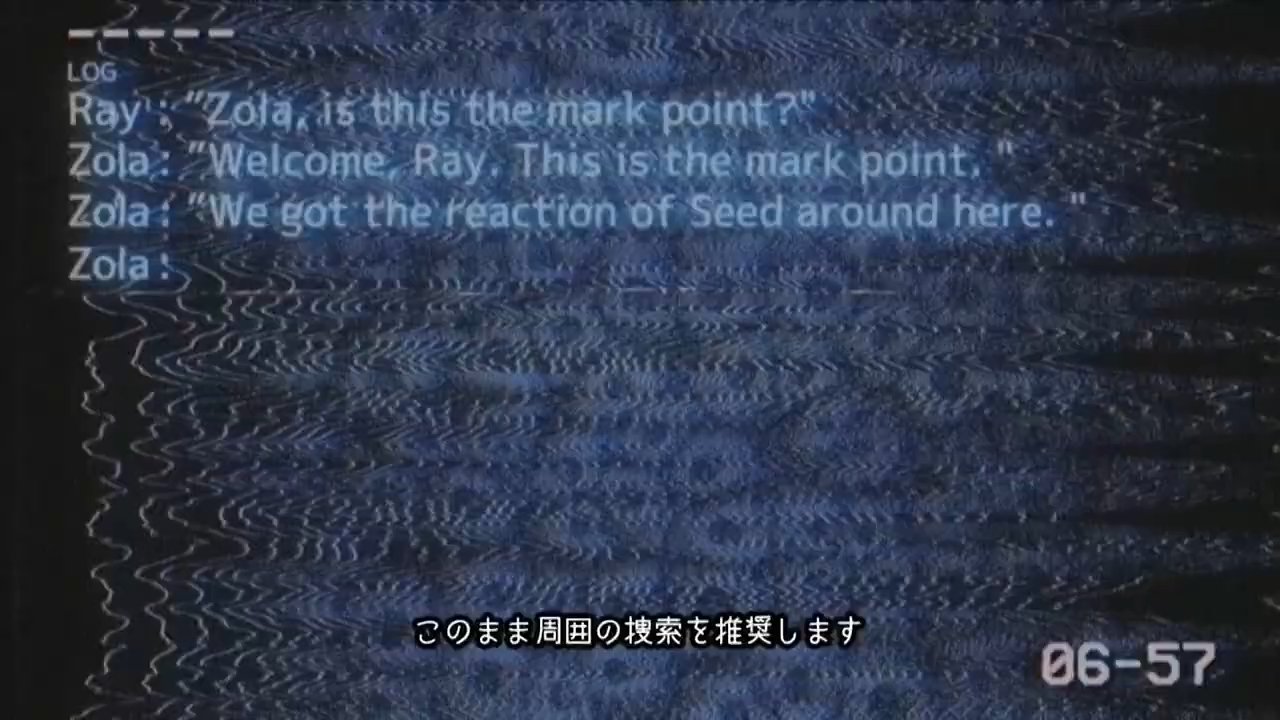 LOG
Ray : "Zola, is this the mark point?"
Zola : "Welcome, Ray. This is the mark point. "
Zola : "We got the reaction of Seed around here. "
Zola :
このまま周囲の捜索を推奨します
06-57